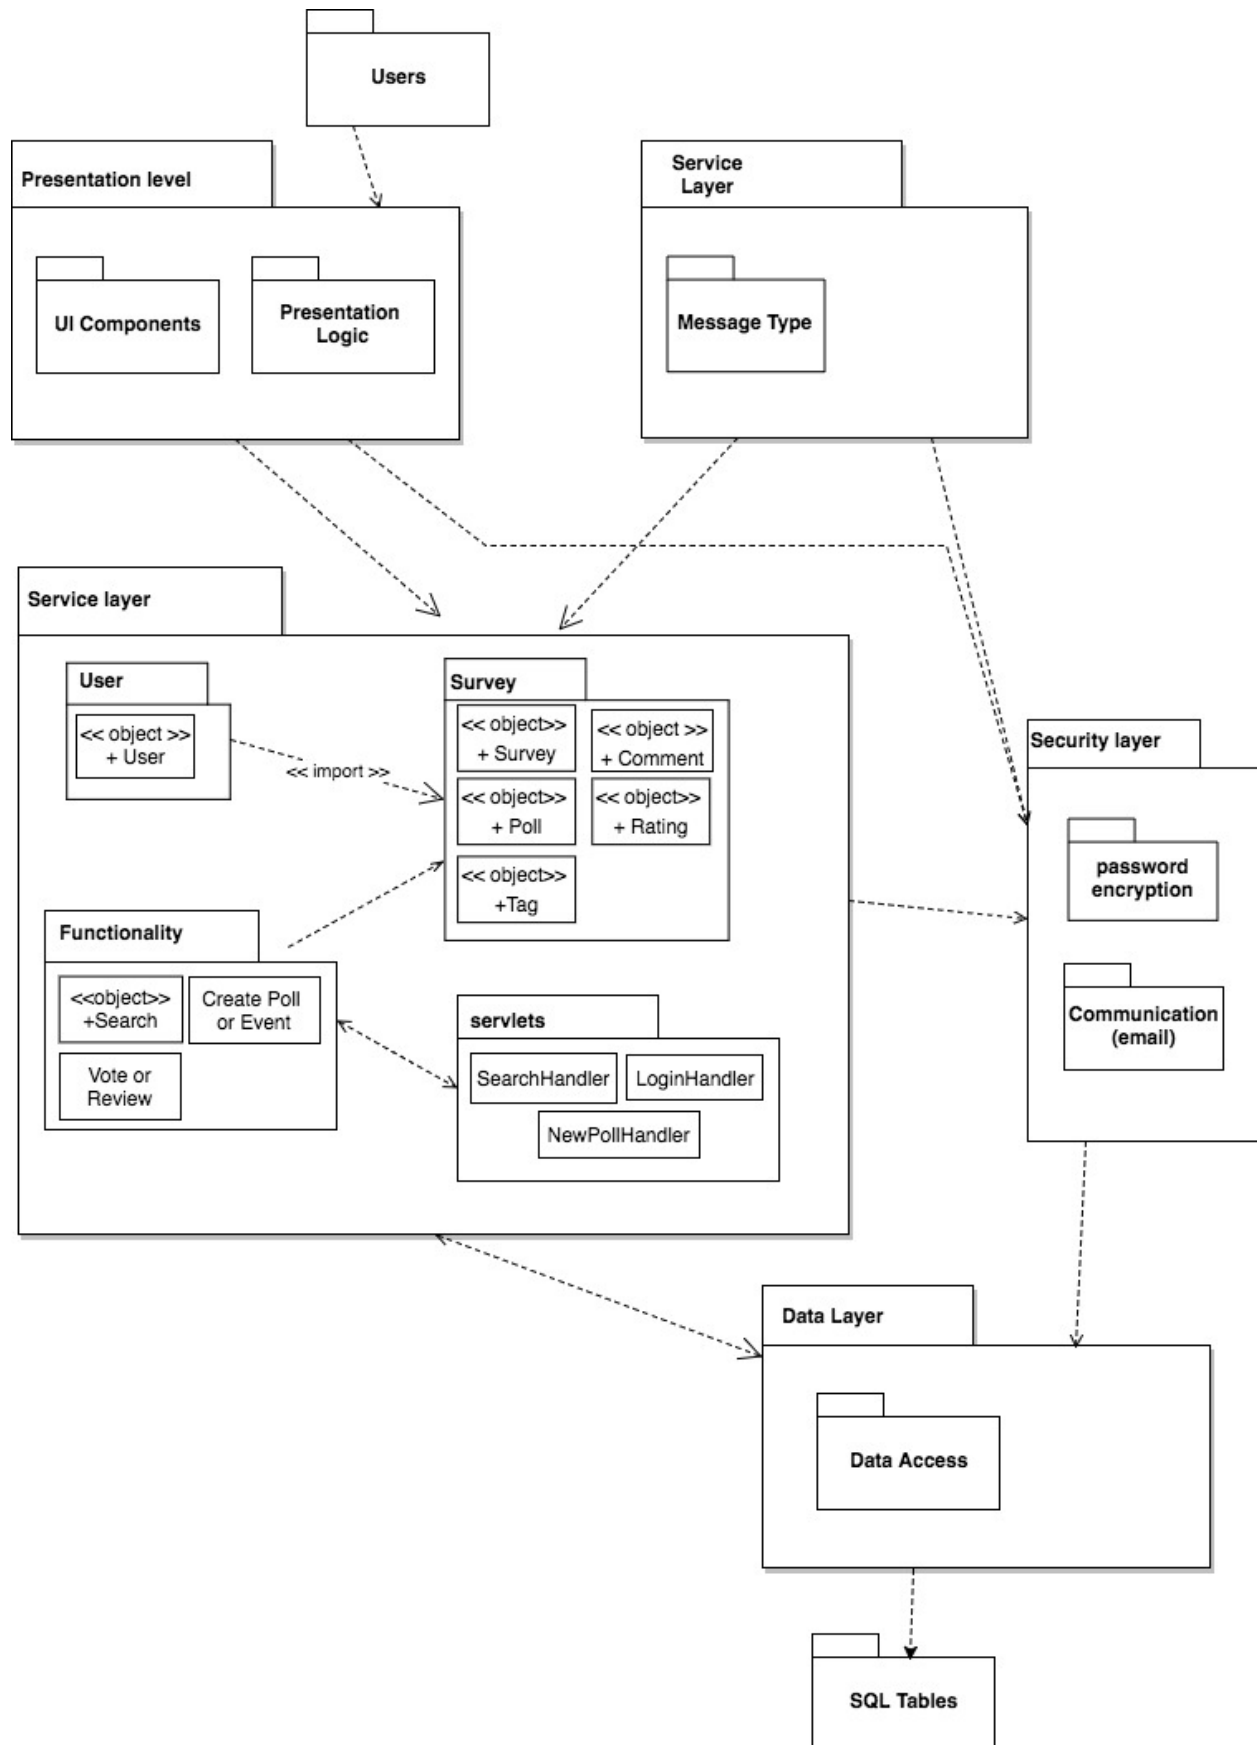 Users
Presentation level
Service
Layer
UI Components
Presentation
Logic
Message Type
Service layer
User
<< object >>
+ User
<< import >>
Survey
<< object>>
+ Survey
<< object >>
+ Comment
<< object>>
+ Poll
<< object>>
+ Rating
<< object>>
+Tag
Functionality
<<object>>
+Search
Create Poll
or Event
Vote or
Review
servlets
SearchHandler
LoginHandler
NewPollHandler
Security layer
password
encryption
Communication
(email)
Data Layer
Data Access
SQL Tables